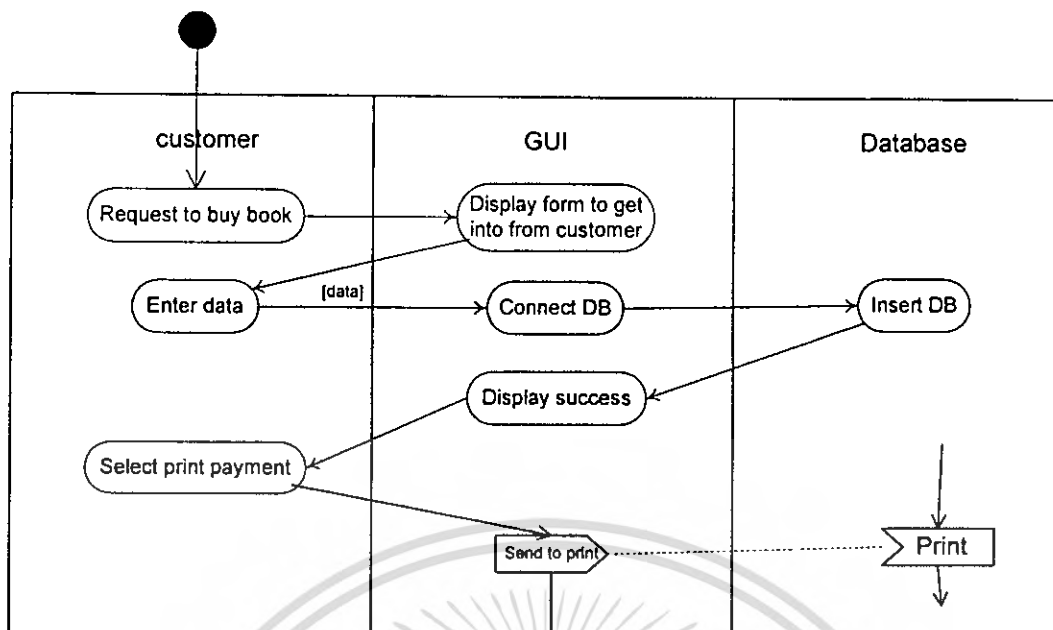 customer
GUI
Database
Request to buy book
Display form to get
into from customer
Enter data
[data]
Connect DB
Insert DB
Display success
Select print payment
Send to print
Print